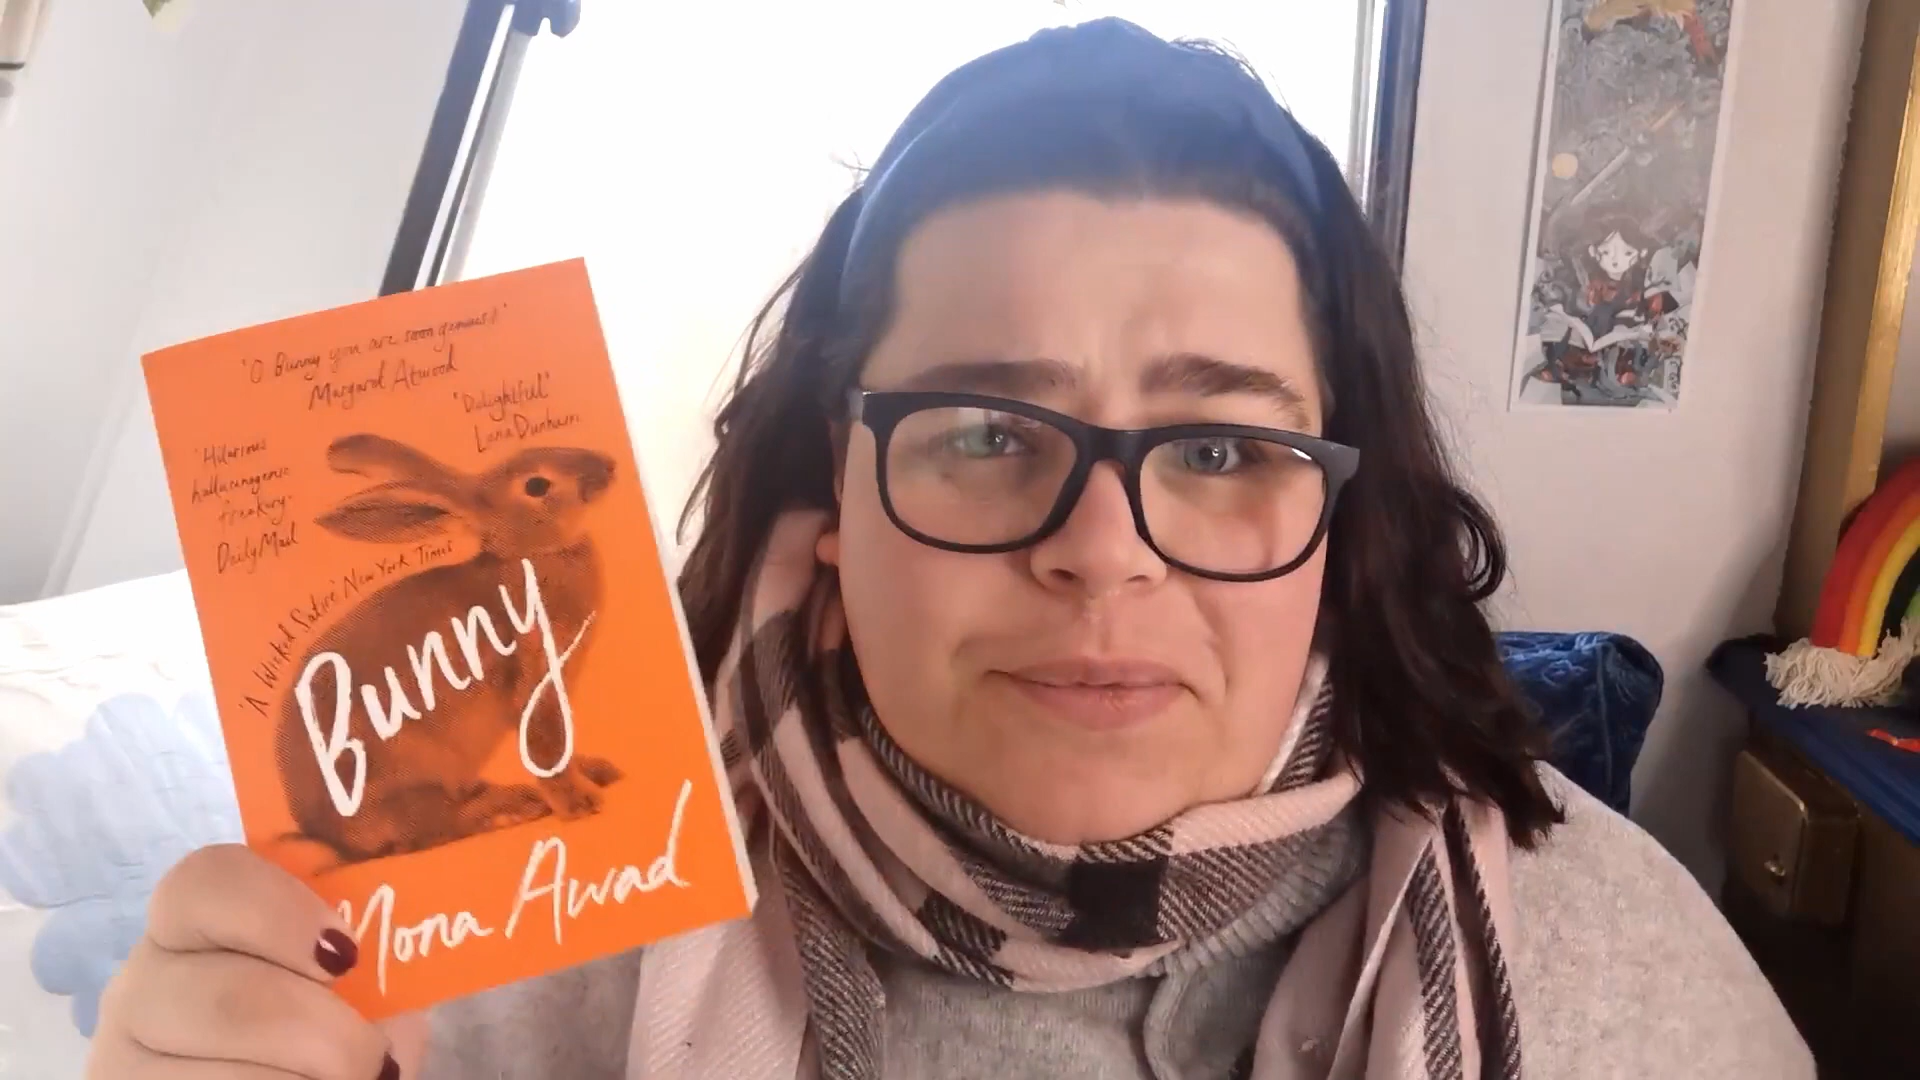 'O Bunny you are sooo genius!'
Margaret Atwood
"Delightful"
Lena Dunham
'Hilarious
hallucinogenic
freakery.'
Daily Mail
'A Wicked Satire' New York Times
Bunny
Mona Awad